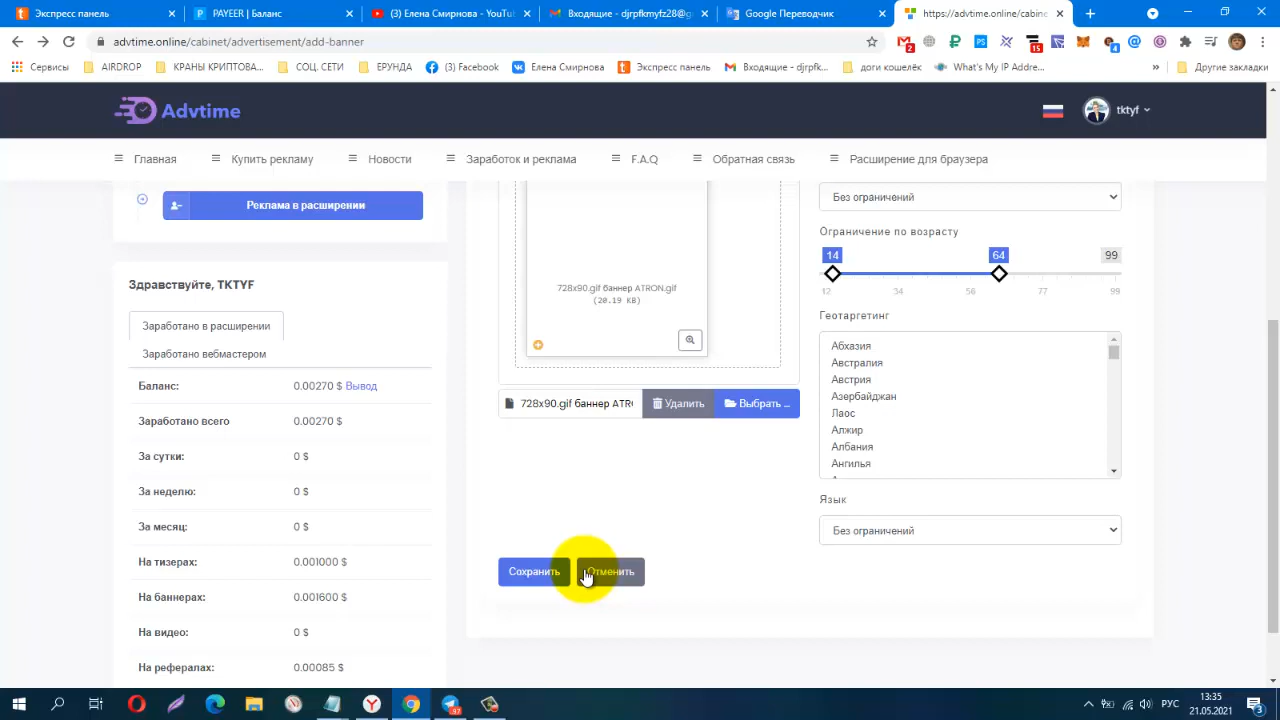 Экспресс панель
PAYEER | Баланс
(3) Елена Смирнова - YouTu
Входящие - djrpfkmyfz28@g
Google Переводчик
https://advtime.online/cabine
advtime.online/cabinet/advertisement/add-banner
2
15
4
Сервисы
AIRDROP
КРАНЫ КРИПТОВА...
СОЦ. СЕТИ
ЕРУНДА
(3) Facebook
Елена Смирнова
Экспресс панель
Входящие - djrpfk...
доги кошелёк
What's My IP Addre...
»
Другие закладки
Advtime
tktyf
Главная
Купить рекламу
Новости
Заработок и реклама
F.A.Q
Обратная связь
Расширение для браузера
Реклама в расширении
Здравствуйте, TKTYF
Заработано в расширении
Заработано вебмастером
Баланс: 0.00270 $ Вывод
Заработано всего 0.00270 $
За сутки: 0 $
За неделю: 0 $
За месяц: 0 $
На тизерах: 0.001000 $
На баннерах: 0.001600 $
На видео: 0 $
На рефералах: 0.00085 $
728x90.gif баннер ATRON.gif
(20.19 KB)
728x90.gif баннер ATR
Удалить
Выбрать ...
Сохранить
Отменить
Без ограничений
Ограничение по возрасту
14 64 99
12 34 56 77 99
Геотаргетинг
Абхазия
Австралия
Австрия
Азербайджан
Лаос
Алжир
Албания
Ангилья
Язык
Без ограничений
РУС
13:35
21.05.2021
3